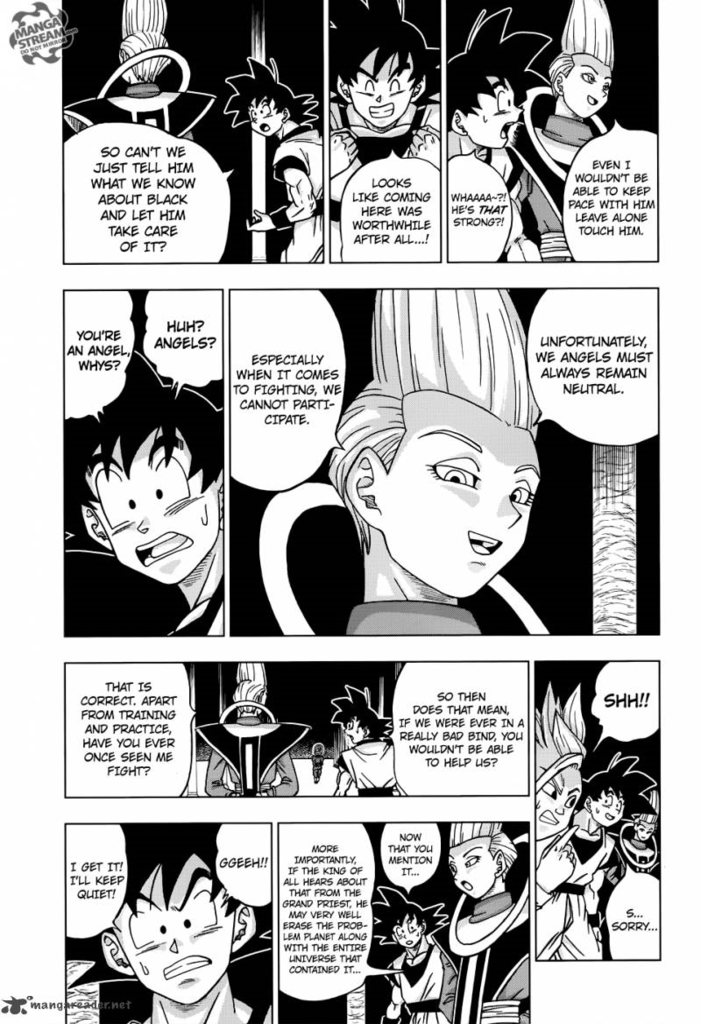 MANGA
STREAM.com
DO NOT MIRROR
EVEN I
WOULDN'T BE
ABLE TO KEEP
PACE WITH HIM
LEAVE ALONE
TOUCH HIM.
WHAAAA~?!
HE'S THAT
STRONG?!
LOOKS
LIKE COMING
HERE WAS
WORTHWHILE
AFTER ALL...!
SO CAN'T WE
JUST TELL HIM
WHAT WE KNOW
ABOUT BLACK
AND LET HIM
TAKE CARE
OF IT?
UNFORTUNATELY,
WE ANGELS MUST
ALWAYS REMAIN
NEUTRAL.
ESPECIALLY
WHEN IT COMES
TO FIGHTING, WE
CANNOT PARTI-
CIPATE.
HUH?
ANGELS?
YOU'RE
AN ANGEL,
WHYS?
SHH!!
S...
SORRY...
SO THEN
DOES THAT MEAN,
IF WE WERE EVER IN A
REALLY BAD BIND, YOU
WOULDN'T BE ABLE
TO HELP US?
THAT IS
CORRECT. APART
FROM TRAINING
AND PRACTICE,
HAVE YOU EVER
ONCE SEEN ME
FIGHT?
NOW
THAT YOU
MENTION
IT...
MORE
IMPORTANTLY,
IF THE KING OF
ALL HEARS ABOUT
THAT FROM THE
GRAND PRIEST,
HE MAY VERY WELL
ERASE THE PROB-
LEM PLANET ALONG
WITH THE ENTIRE
UNIVERSE THAT
CONTAINED IT...
GGEEH!!
I GET IT!
I'LL KEEP
QUIET!
mangareader.net